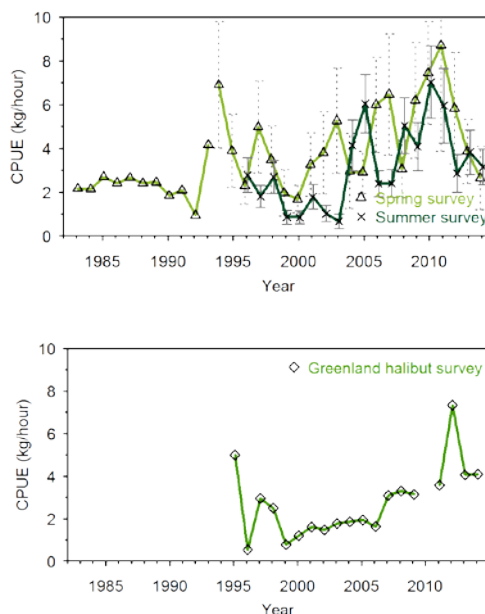 10
8
6
4
2
0
CPUE (kg/hour)
Spring survey
Summer survey
1985 1990 1995 2000 2005 2010
Year
10
8
6
4
2
0
CPUE (kg/hour)
Greenland halibut survey
1985 1990 1995 2000 2005 2010
Year